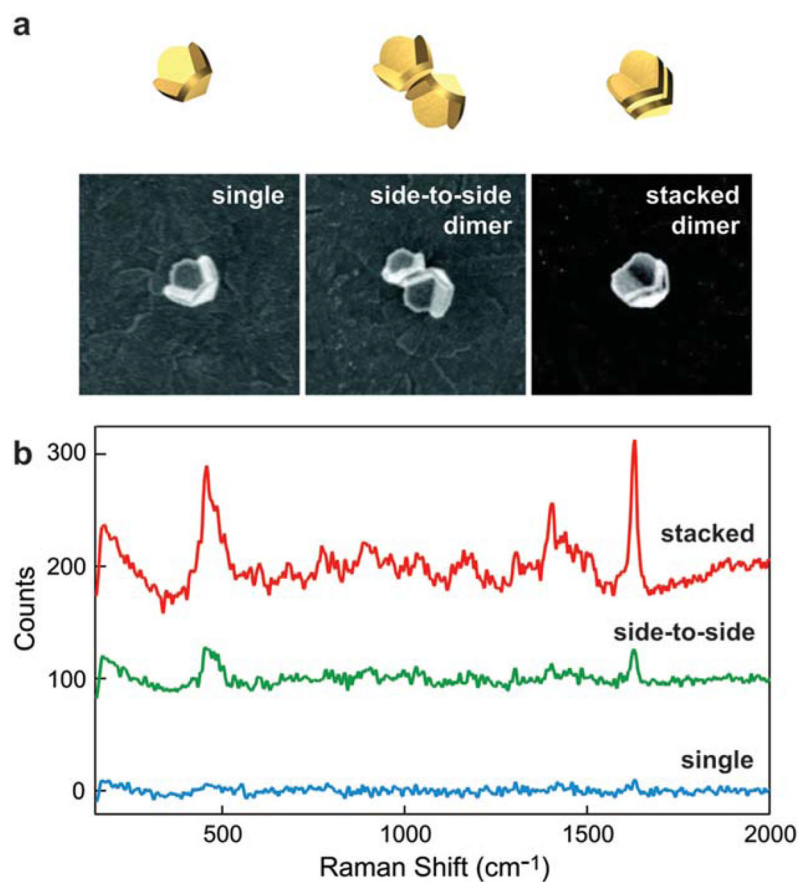 a
single
side-to-side
dimer
stacked
dimer
b
300
200
100
0
Counts
stacked
side-to-side
single
500
1000
1500
2000
Raman Shift (cm⁻¹)